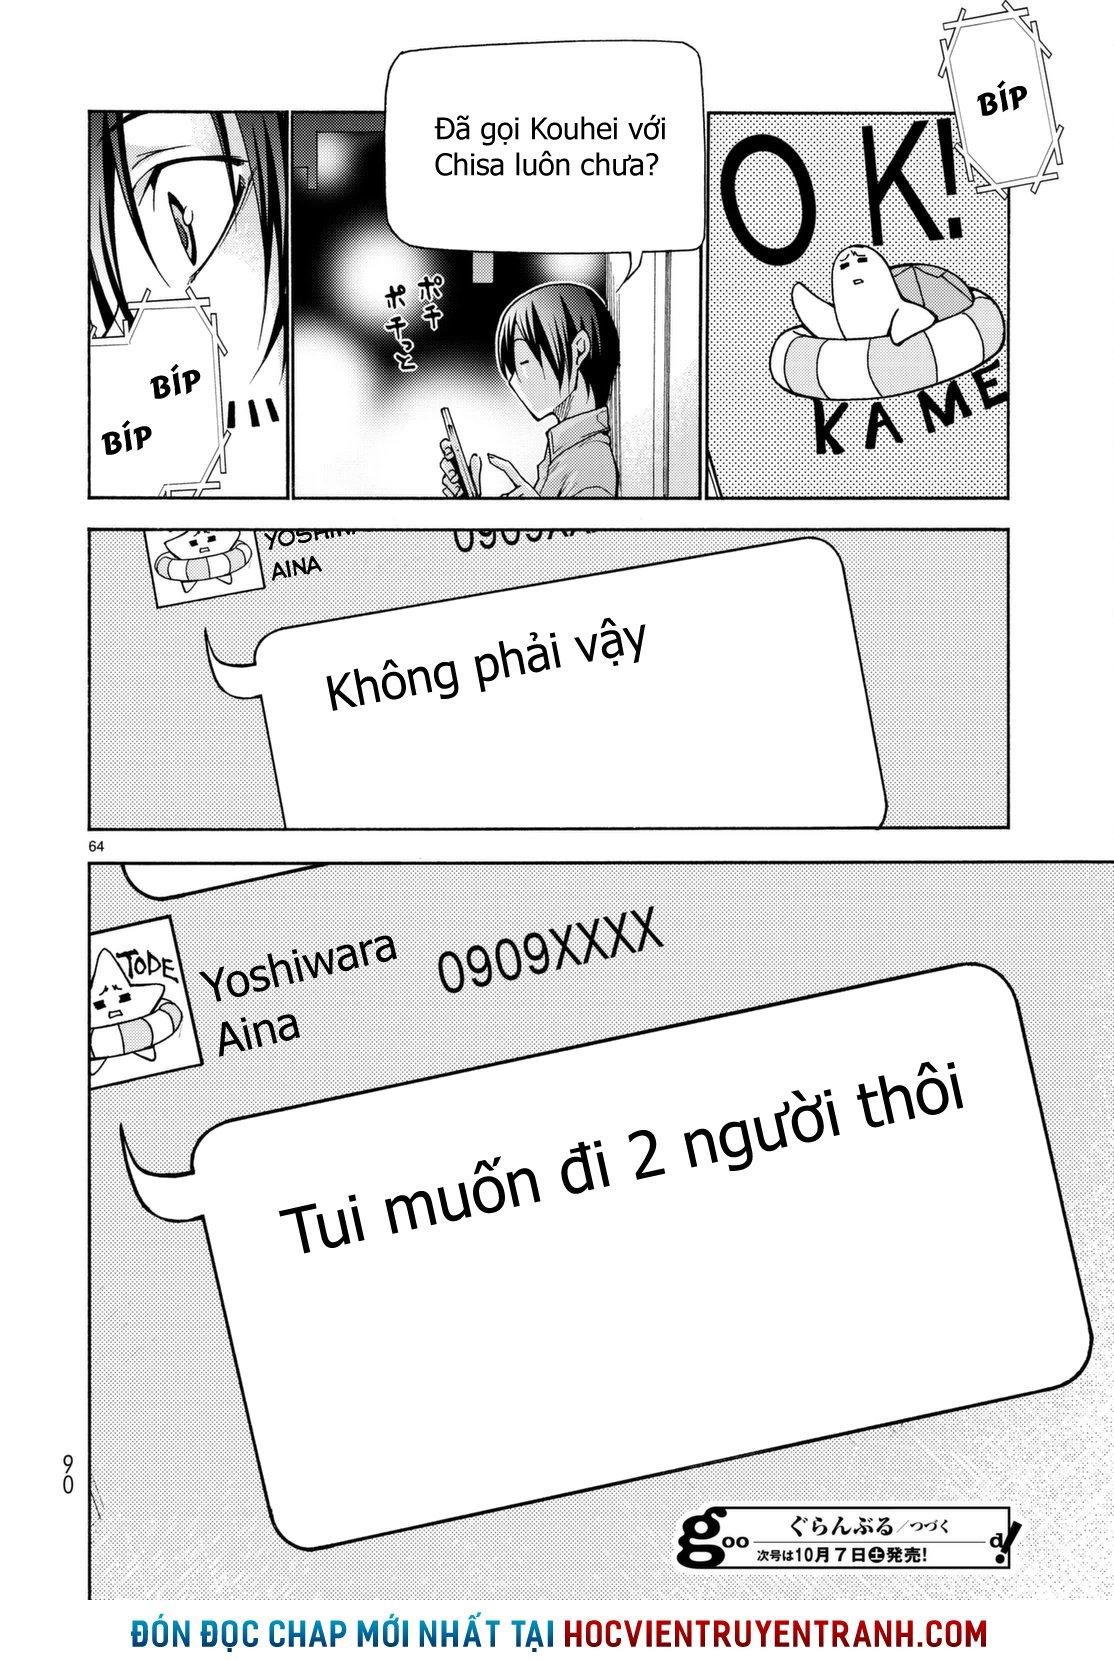 BÍP
OK!
KAME
Đã gọi Kouhei với
Chisa luôn chưa?
ポチ
ポチっと
BÍP
BÍP
AINA
Không phải vậy
64
TODE
Yoshiwara
Aina
0909XXXX
Tui muốn đi 2 người thôi
90
good!
ぐらんぶる／つづく
次号は10月7日㊏発売!
ĐÓN ĐỌC CHAP MỚI NHẤT TẠI HOCVIENTRUYENTRANH.COM